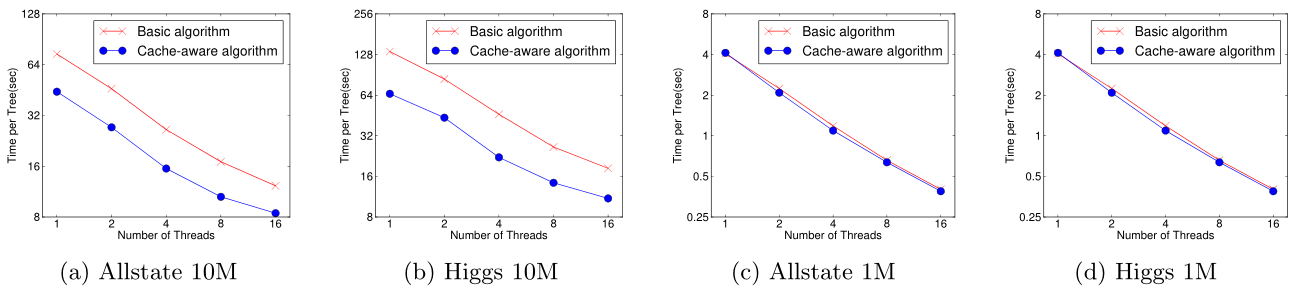 128
64
32
16
8
Time per Tree(sec)
Basic algorithm
Cache-aware algorithm
1 2 4 8 16
Number of Threads
(a) Allstate 10M
256
128
64
32
16
8
Time per Tree(sec)
Basic algorithm
Cache-aware algorithm
1 2 4 8 16
Number of Threads
(b) Higgs 10M
8
4
2
1
0.5
0.25
Time per Tree(sec)
Basic algorithm
Cache-aware algorithm
1 2 4 8 16
Number of Threads
(c) Allstate 1M
8
4
2
1
0.5
0.25
Time per Tree(sec)
Basic algorithm
Cache-aware algorithm
1 2 4 8 16
Number of Threads
(d) Higgs 1M